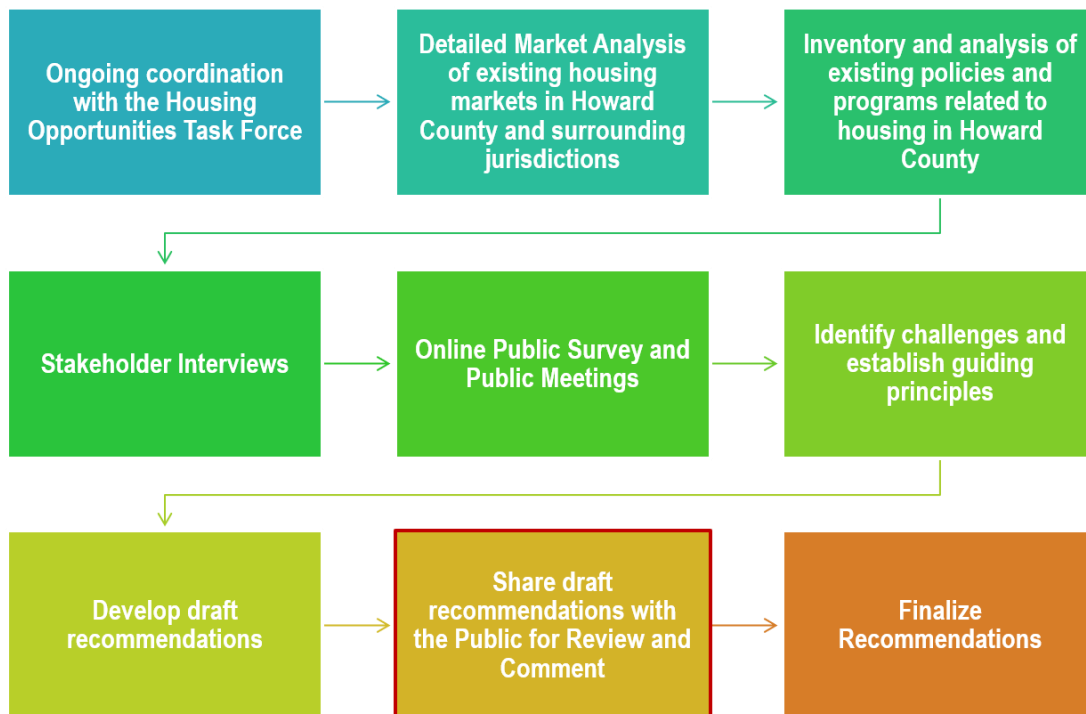 Ongoing coordination
with the Housing
Opportunities Task Force
Detailed Market Analysis
of existing housing
markets in Howard
County and surrounding
jurisdictions
Inventory and analysis of
existing policies and
programs related to
housing in Howard
County
Stakeholder Interviews
Online Public Survey and
Public Meetings
Identify challenges and
establish guiding
principles
Develop draft
recommendations
Share draft
recommendations with
the Public for Review and
Comment
Finalize
Recommendations